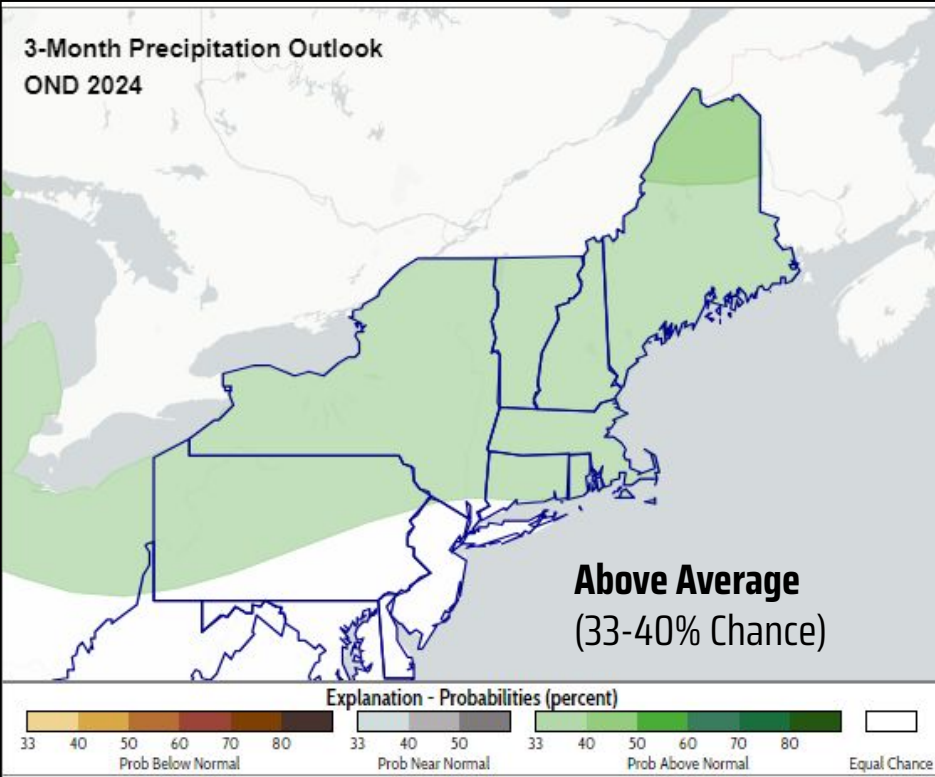 3-Month Precipitation Outlook
OND 2024
Above Average
(33-40% Chance)
Explanation - Probabilities (percent)
33 40 50 60 70 80 33 40 50 33 40 50 60 70 80
Prob Below Normal Prob Near Normal Prob Above Normal Equal Chance